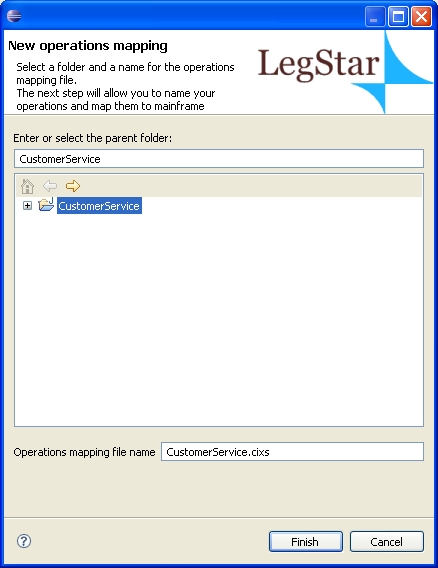 New operations mapping
Select a folder and a name for the operations
mapping file.
The next step will allow you to name your
operations and map them to mainframe
LegStar
Enter or select the parent folder:
CustomerService
CustomerService
Operations mapping file name
CustomerService.cixs
?
Finish
Cancel